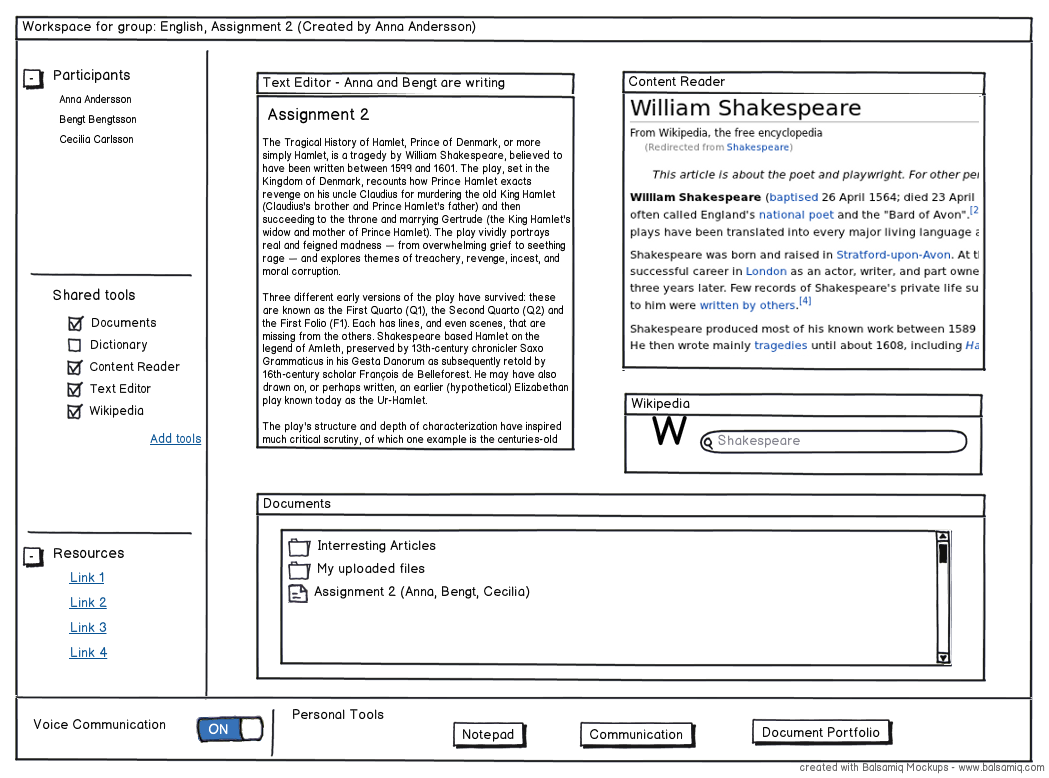 Workspace for group: English, Assignment 2 (Created by Anna Andersson)
- Participants
Anna Andersson
Bengt Bengtsson
Cecilia Carlsson
Shared tools
Documents
Dictionary
Content Reader
Text Editor
Wikipedia
Add tools
- Resources
Link 1
Link 2
Link 3
Link 4
Text Editor - Anna and Bengt are writing
Assignment 2
The Tragical History of Hamlet, Prince of Denmark, or more
simply Hamlet, is a tragedy by William Shakespeare, believed to
have been written between 1599 and 1601. The play, set in the
Kingdom of Denmark, recounts how Prince Hamlet exacts
revenge on his uncle Claudius for murdering the old King Hamlet
(Claudius's brother and Prince Hamlet's father) and then
succeeding to the throne and marrying Gertrude (the King Hamlet's
widow and mother of Prince Hamlet). The play vividly portrays
real and feigned madness — from overwhelming grief to seething
rage — and explores themes of treachery, revenge, incest, and
moral corruption.
Three different early versions of the play have survived: these
are known as the First Quarto (Q1), the Second Quarto (Q2) and
the First Folio (F1). Each has lines, and even scenes, that are
missing from the others. Shakespeare based Hamlet on the
legend of Amleth, preserved by 13th-century chronicler Saxo
Grammaticus in his Gesta Danorum as subsequently retold by
16th-century scholar François de Belleforest. He may have also
drawn on, or perhaps written, an earlier (hypothetical) Elizabethan
play known today as the Ur-Hamlet.
The play's structure and depth of characterization have inspired
much critical scrutiny, of which one example is the centuries-old
Content Reader
William Shakespeare
From Wikipedia, the free encyclopedia
(Redirected from Shakespeare)
This article is about the poet and playwright. For other per
William Shakespeare (baptised 26 April 1564; died 23 April
often called England's national poet and the "Bard of Avon".[2
plays have been translated into every major living language a
Shakespeare was born and raised in Stratford-upon-Avon. At t
successful career in London as an actor, writer, and part owne
three years later. Few records of Shakespeare's private life su
to him were written by others.[4]
Shakespeare produced most of his known work between 1589
He then wrote mainly tragedies until about 1608, including Ha
Wikipedia
W Shakespeare
Documents
Interresting Articles
My uploaded files
Assignment 2 (Anna, Bengt, Cecilia)
Voice Communication ON
Personal Tools
Notepad
Communication
Document Portfolio
created with Balsamiq Mockups - www.balsamiq.com